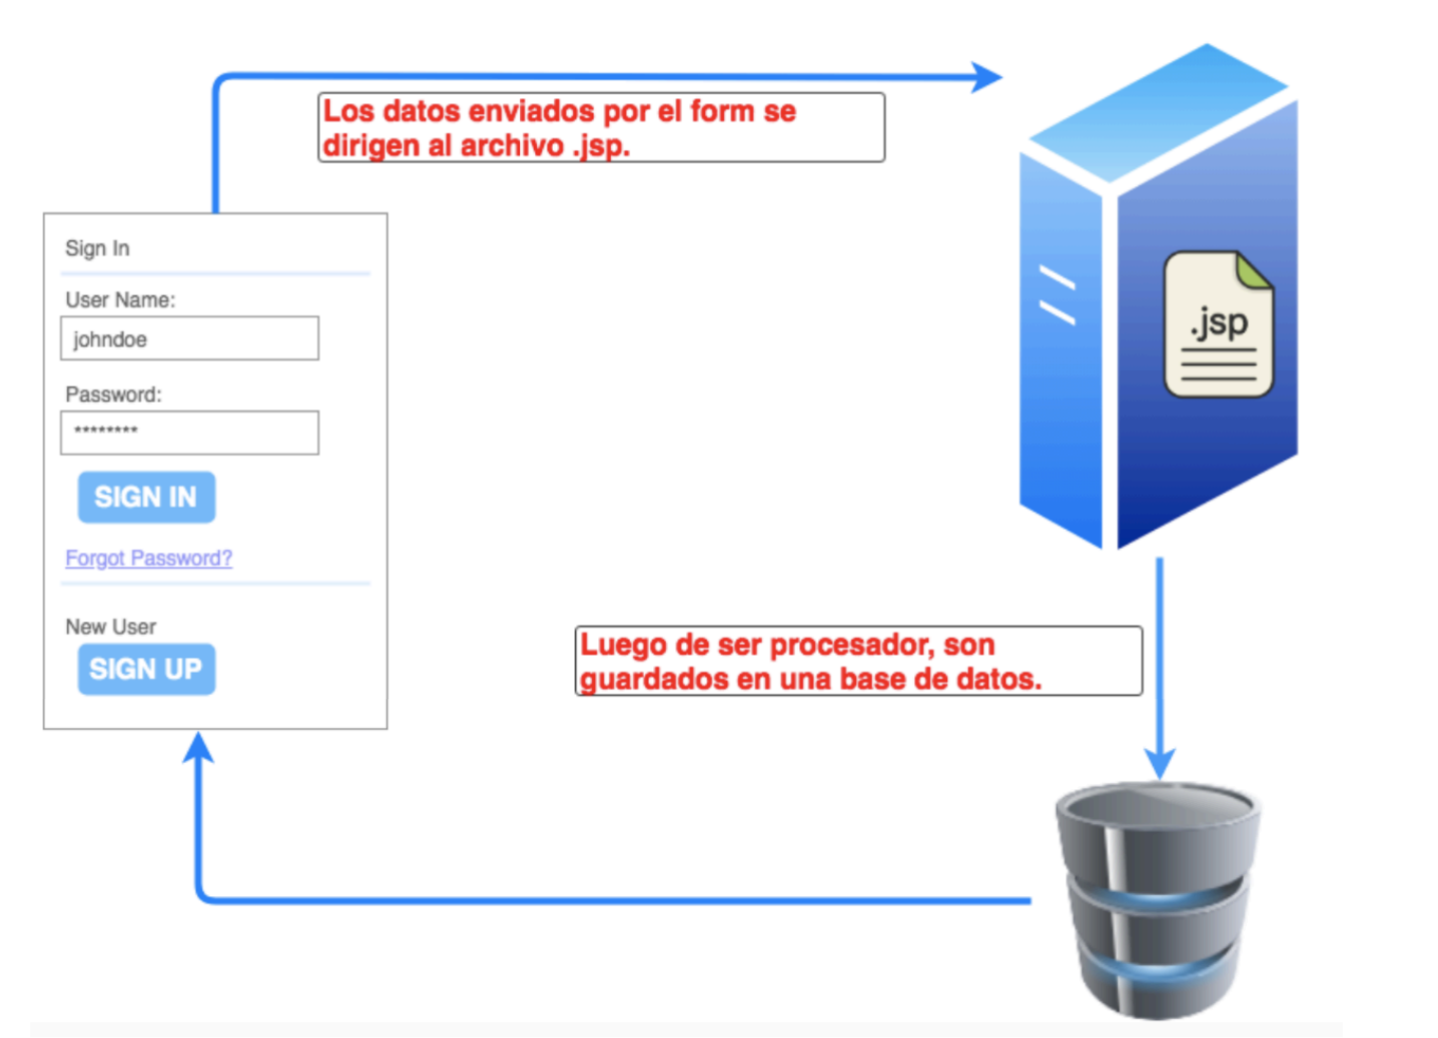 Los datos enviados por el form se
dirigen al archivo .jsp.
Sign In
User Name:
johndoe
Password:
********
SIGN IN
Forgot Password?
New User
SIGN UP
.jsp
Luego de ser procesador, son
guardados en una base de datos.